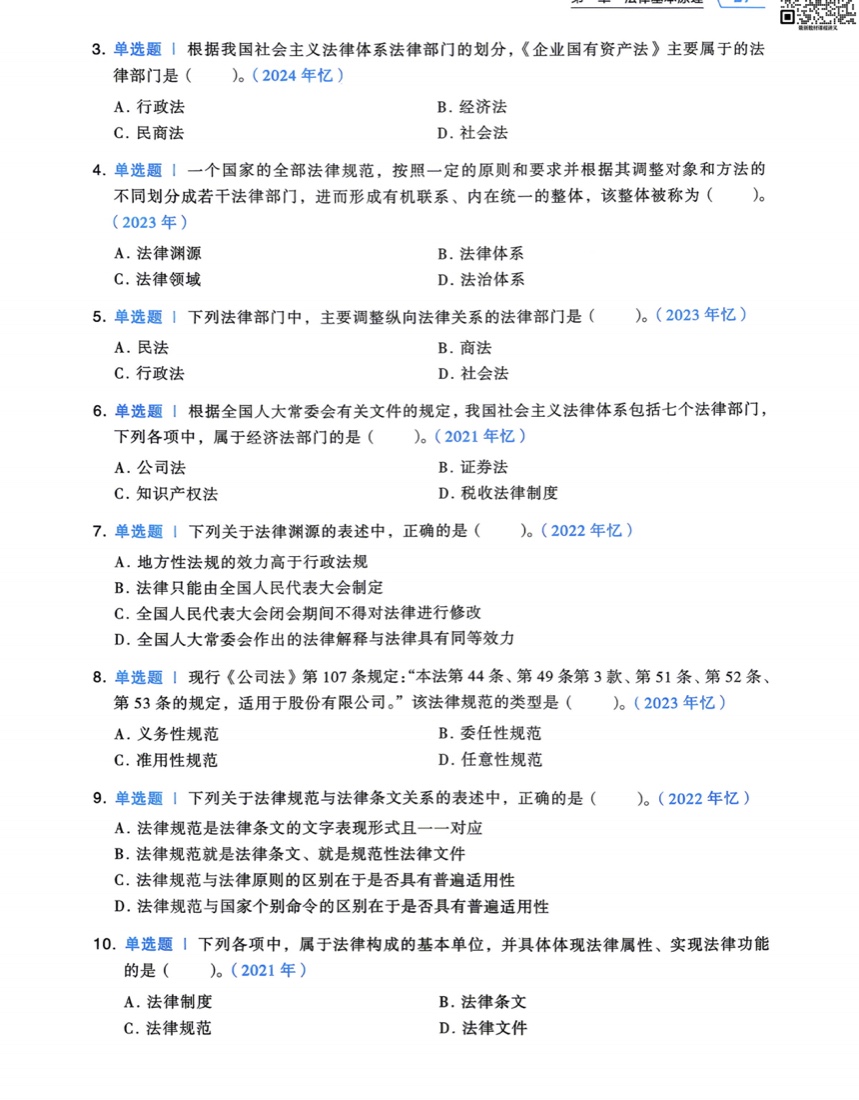 3. 单选题 | 根据我国社会主义法律体系法律部门的划分，《企业国有资产法》主要属于的法
律部门是（　　）。（2024 年忆）
A. 行政法　B. 经济法
C. 民商法　D. 社会法
4. 单选题 | 一个国家的全部法律规范，按照一定的原则和要求并根据其调整对象和方法的
不同划分成若干法律部门，进而形成有机联系、内在统一的整体，该整体被称为（　　）。
（2023 年）
A. 法律渊源　B. 法律体系
C. 法律领域　D. 法治体系
5. 单选题 | 下列法律部门中，主要调整纵向法律关系的法律部门是（　　）。（2023 年忆）
A. 民法　B. 商法
C. 行政法　D. 社会法
6. 单选题 | 根据全国人大常委会有关文件的规定，我国社会主义法律体系包括七个法律部门，
下列各项中，属于经济法部门的是（　　）。（2021 年忆）
A. 公司法　B. 证券法
C. 知识产权法　D. 税收法律制度
7. 单选题 | 下列关于法律渊源的表述中，正确的是（　　）。（2022 年忆）
A. 地方性法规的效力高于行政法规
B. 法律只能由全国人民代表大会制定
C. 全国人民代表大会闭会期间不得对法律进行修改
D. 全国人大常委会作出的法律解释与法律具有同等效力
8. 单选题 | 现行《公司法》第 107 条规定：“本法第 44 条、第 49 条第 3 款、第 51 条、第 52 条、
第 53 条的规定，适用于股份有限公司。”该法律规范的类型是（　　）。（2023 年忆）
A. 义务性规范　B. 委任性规范
C. 准用性规范　D. 任意性规范
9. 单选题 | 下列关于法律规范与法律条文关系的表述中，正确的是（　　）。（2022 年忆）
A. 法律规范是法律条文的文字表现形式且一一对应
B. 法律规范就是法律条文、就是规范性法律文件
C. 法律规范与法律原则的区别在于是否具有普遍适用性
D. 法律规范与国家个别命令的区别在于是否具有普遍适用性
10. 单选题 | 下列各项中，属于法律构成的基本单位，并具体体现法律属性、实现法律功能
的是（　　）。（2021 年）
A. 法律制度　B. 法律条文
C. 法律规范　D. 法律文件